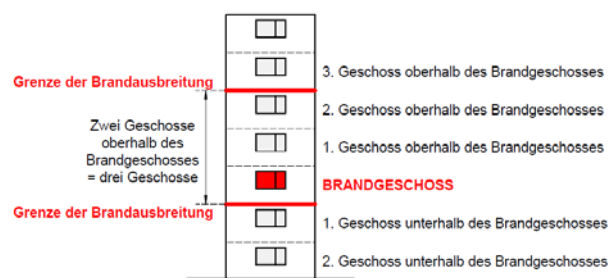 3. Geschoss oberhalb des Brandgeschosses
Grenze der Brandausbreitung
2. Geschoss oberhalb des Brandgeschosses
Zwei Geschosse
oberhalb des
Brandgeschosses
= drei Geschosse
1. Geschoss oberhalb des Brandgeschosses
BRANDGESCHOSS
Grenze der Brandausbreitung
1. Geschoss unterhalb des Brandgeschosses
2. Geschoss unterhalb des Brandgeschosses